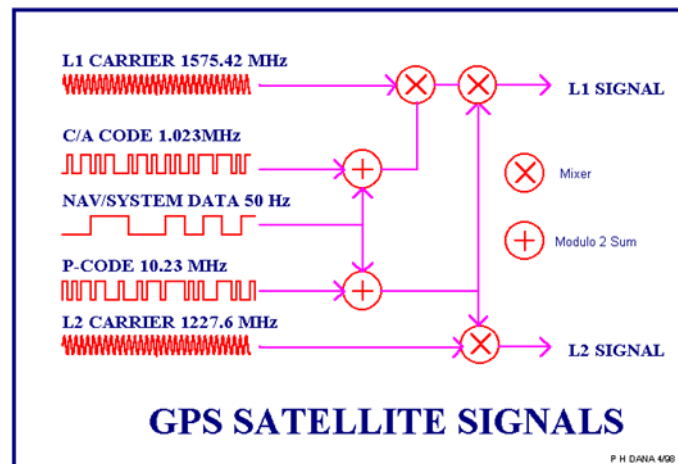 L1 CARRIER 1575.42 MHz
L1 SIGNAL
C/A CODE 1.023MHz
Mixer
NAV/SYSTEM DATA 50 Hz
Modulo 2 Sum
P-CODE 10.23 MHz
L2 CARRIER 1227.6 MHz
L2 SIGNAL
GPS SATELLITE SIGNALS
P H DANA 4/98